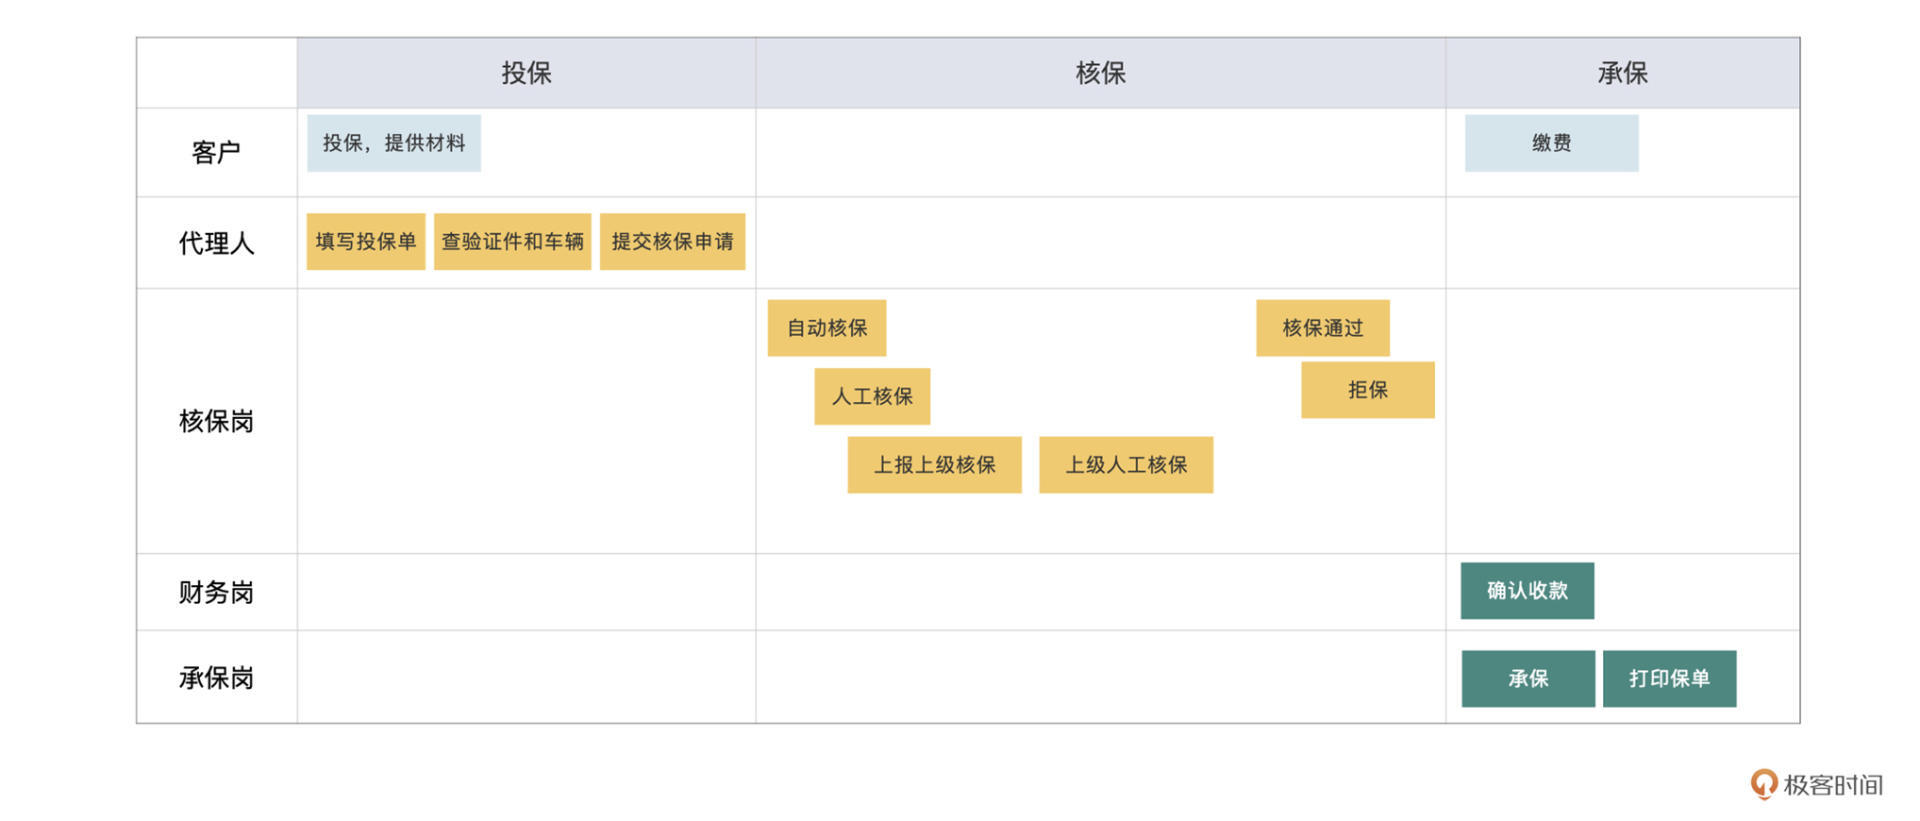 投保
核保
承保
客户
投保，提供材料
缴费
代理人
填写投保单
查验证件和车辆
提交核保申请
核保岗
自动核保
核保通过
人工核保
拒保
上报上级核保
上级人工核保
财务岗
确认收款
承保岗
承保
打印保单
极客时间